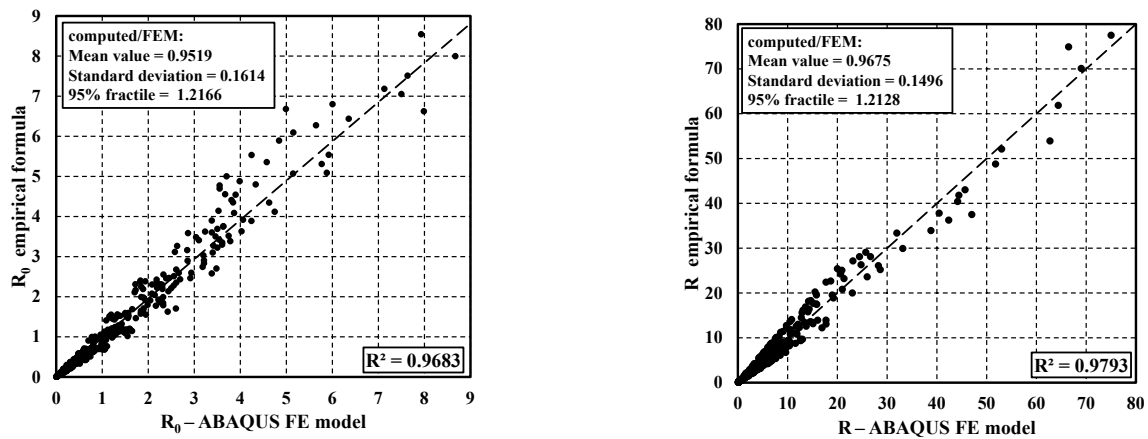 computed/FEM:
Mean value = 0.9519
Standard deviation = 0.1614
95% fractile = 1.2166
R₀ empirical formula
9
8
7
6
5
4
3
2
1
0
0 1 2 3 4 5 6 7 8 9
R² = 0.9683
R₀ – ABAQUS FE model
computed/FEM:
Mean value = 0.9675
Standard deviation = 0.1496
95% fractile = 1.2128
R empirical formula
80
70
60
50
40
30
20
10
0
0 10 20 30 40 50 60 70 80
R² = 0.9793
R – ABAQUS FE model